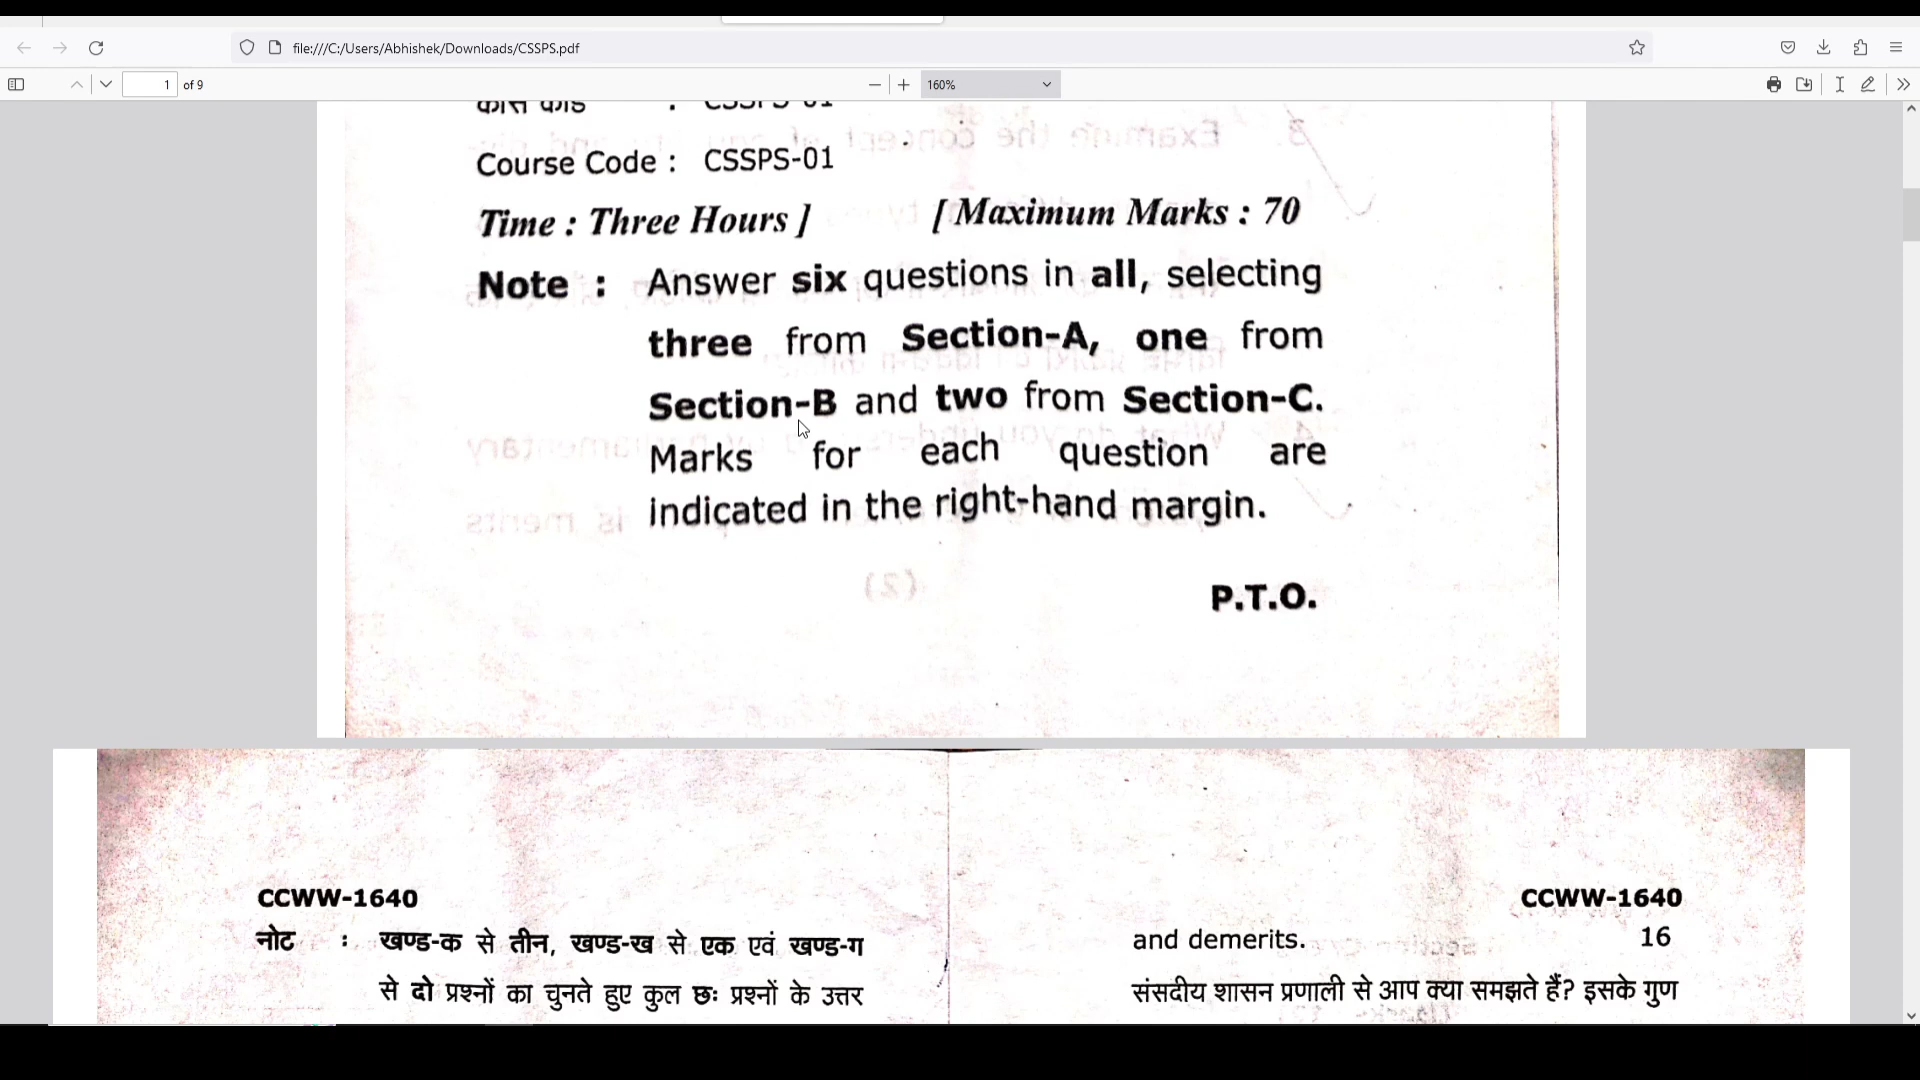 file:///C:/Users/Abhishek/Downloads/CSSPS.pdf
1 of 9
160%
कोर्स कोड : CSSPS-01
Course Code : CSSPS-01
Time : Three Hours ] [ Maximum Marks : 70
Note : Answer six questions in all, selecting
three from Section-A, one from
Section-B and two from Section-C.
Marks for each question are
indicated in the right-hand margin.
P.T.O.
CCWW-1640
नोट : खण्ड-क से तीन, खण्ड-ख से एक एवं खण्ड-ग
से दो प्रश्नों का चुनते हुए कुल छः प्रश्नों के उत्तर
CCWW-1640
and demerits. 16
संसदीय शासन प्रणाली से आप क्या समझते हैं? इसके गुण